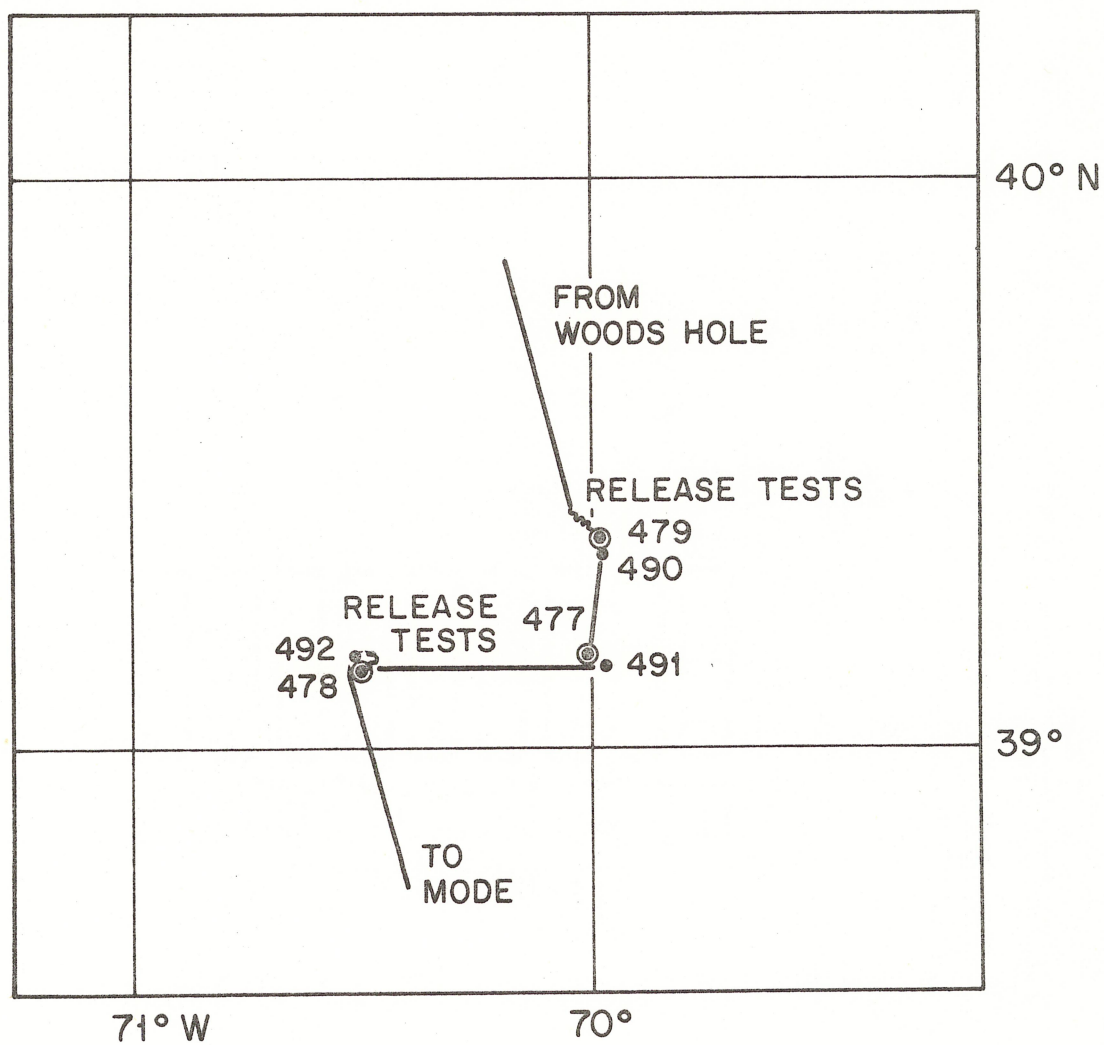 40° N
FROM
WOODS HOLE
RELEASE TESTS
479
490
477
RELEASE
TESTS
492
478
491
39°
TO
MODE
71° W
70°